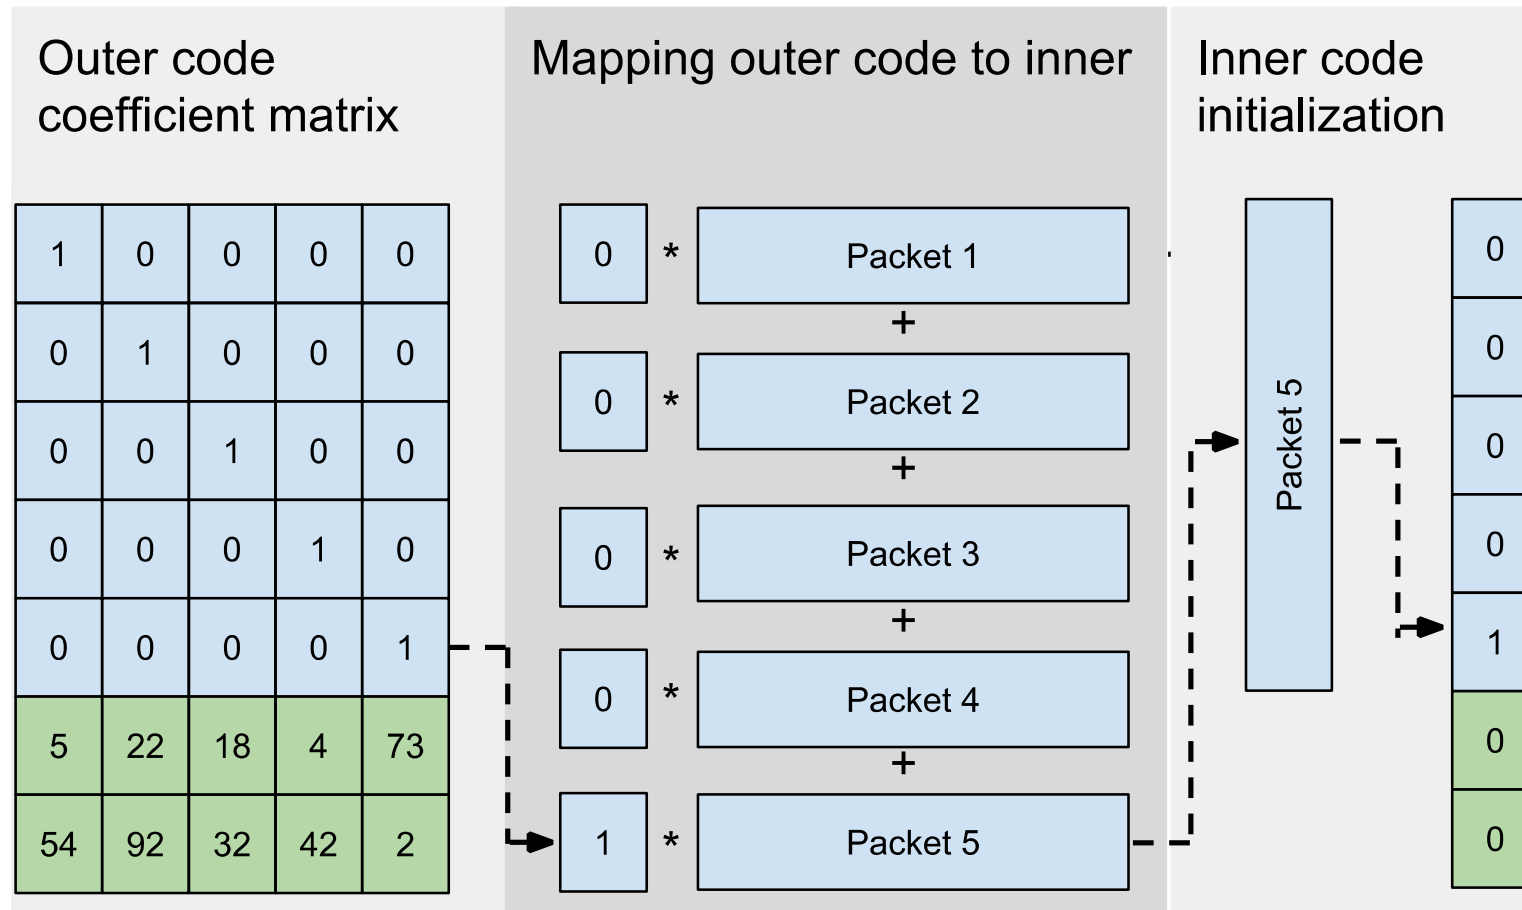 Outer code
coefficient matrix
Mapping outer code to inner
Inner code
initialization
1 0 0 0 0
0 1 0 0 0
0 0 1 0 0
0 0 0 1 0
0 0 0 0 1
5 22 18 4 73
54 92 32 42 2
0 * Packet 1
+
0 * Packet 2
+
0 * Packet 3
+
0 * Packet 4
+
1 * Packet 5
Packet 5
0
0
0
0
1
0
0